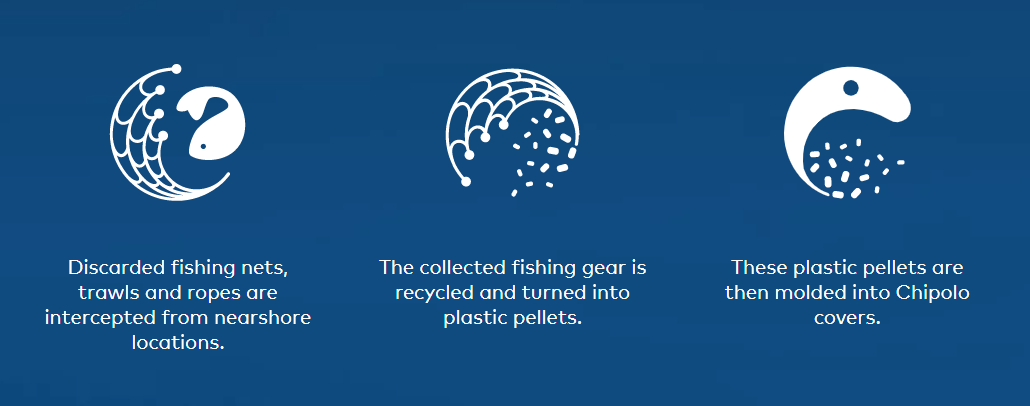 Discarded fishing nets,
trawls and ropes are
intercepted from nearshore
locations.
The collected fishing gear is
recycled and turned into
plastic pellets.
These plastic pellets are
then molded into Chipolo
covers.